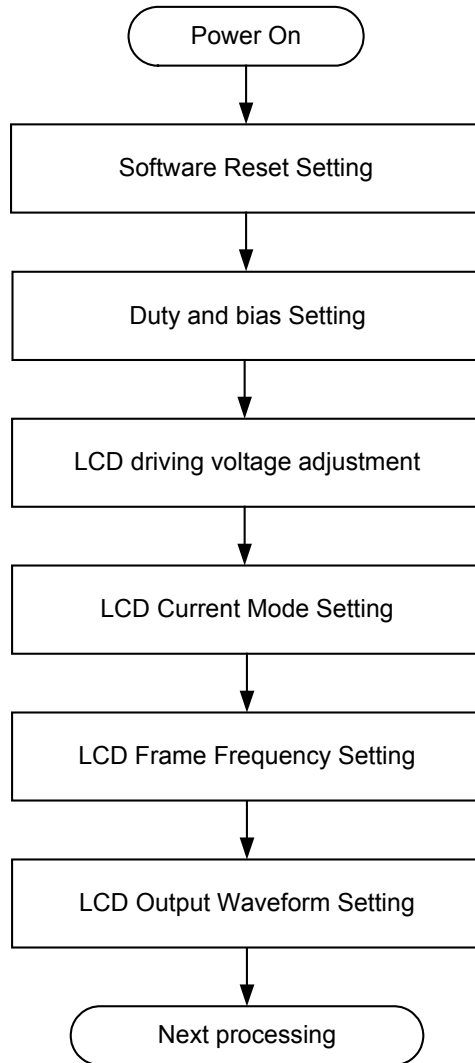 Power On
Software Reset Setting
Duty and bias Setting
LCD driving voltage adjustment
LCD Current Mode Setting
LCD Frame Frequency Setting
LCD Output Waveform Setting
Next processing